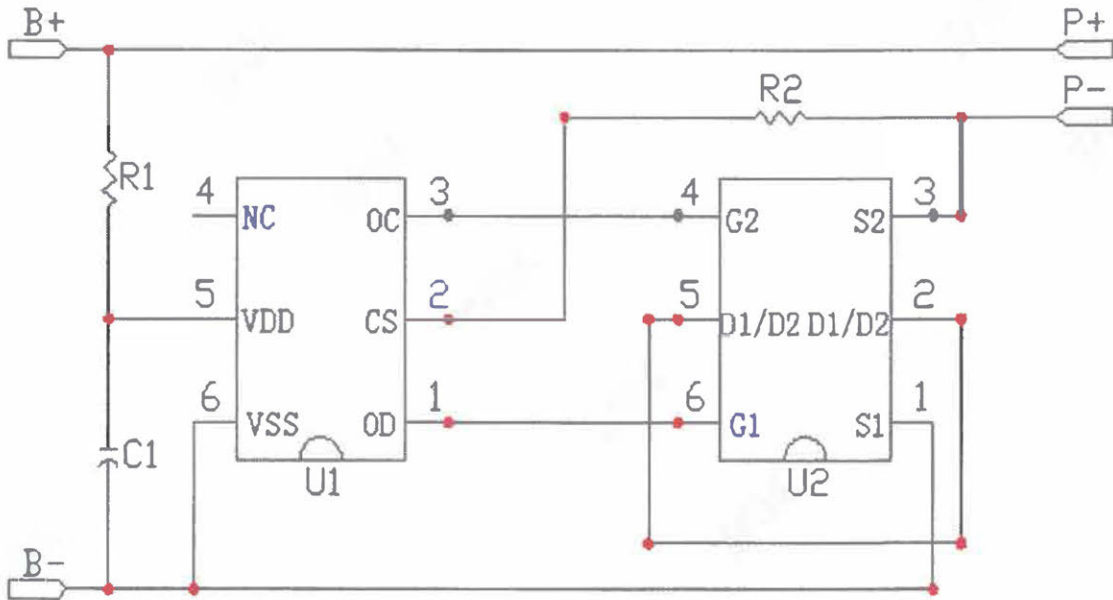 B+
P+
R2
P-
R1
4
3
4
3
NC
OC
G2
S2
5
2
5
2
VDD
CS
D1/D2
D1/D2
6
1
6
1
VSS
OD
G1
S1
C1
U1
U2
B-